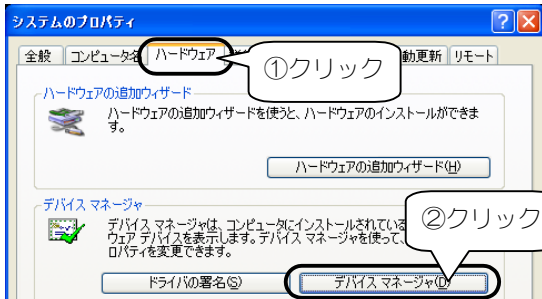 システムのプロパティ
全般 コンピュータ名 ハードウェア 動更新 リモート
①クリック
ハードウェアの追加ウィザード
ハードウェアの追加ウィザードを使うと、ハードウェアのインストールができま
す。
ハードウェアの追加ウィザード(H)
デバイス マネージャ
デバイス マネージャは、コンピュータにインストールされている
ウェア デバイスを表示します。デバイス マネージャを使って、
ロパティを変更できます。
②クリック
ドライバの署名(S) デバイス マネージャ(D)